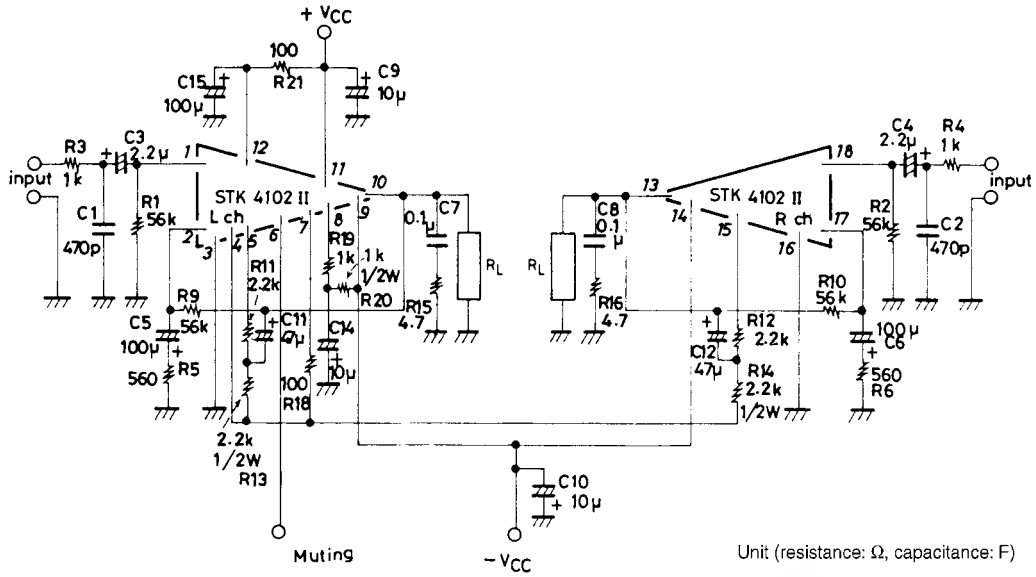 + VCC
100
R21
C15 +
100µ
+ C9
10µ
R3
1k
C3
+
2.2µ
1
12
11
10
input
STK 4102 II
L ch
C1
470p
R1
56k
2
3
4
5
6
7
8
9
R19
1k
1k
1/2W
R20
R11
2.2k
C7
0.1µ
R15
4.7
RL
R9
56k
C5
100µ
+
R5
560
C11
+
C14
+
10µ
100
R18
2.2k
1/2W
R13
Muting
C10
+ 10µ
- VCC
C4
2.2µ
+
R4
1k
13
18
input
STK 4102 II
R ch
14
15
16
17
C8
0.1
µ
RL
R16
4.7
R2
56k
C2
470p
R10
56k
100µ
C6
+
560
R6
+
C12
47µ
R12
2.2k
R14
2.2k
1/2W
Unit (resistance: Ω, capacitance: F)